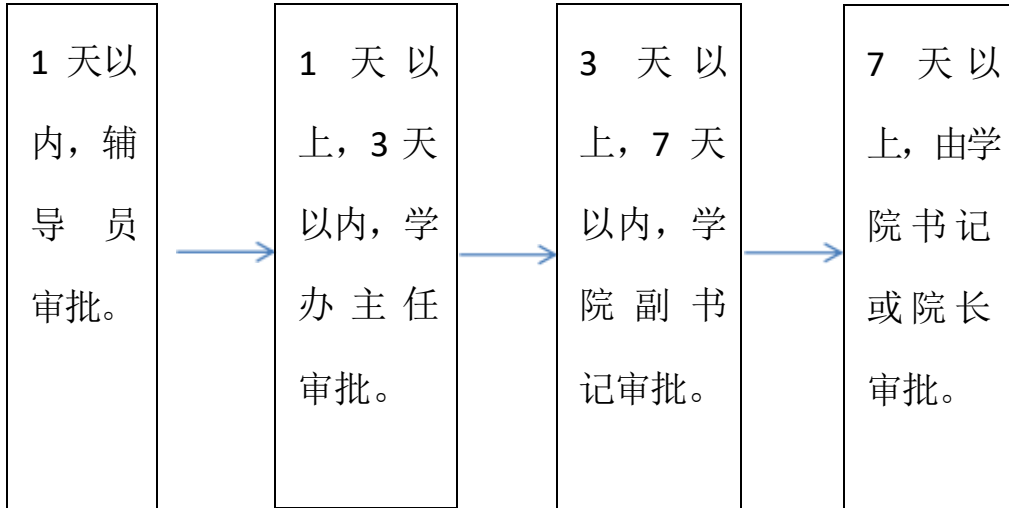 1 天以
内，辅
导 员
审批。
1 天 以
上，3 天
以内，学
办 主 任
审批。
3 天 以
上，7 天
以内，学
院 副 书
记审批。
7 天 以
上，由学
院 书 记
或 院 长
审批。